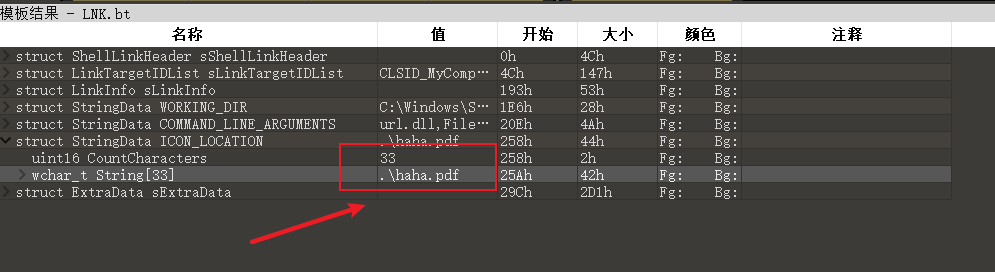 模板结果 - LNK.bt
名称 值 开始 大小 颜色 注释
struct ShellLinkHeader sShellLinkHeader 0h 4Ch Fg: Bg:
struct LinkTargetIDList sLinkTargetIDList CLSID_MyComp··· 4Ch 147h Fg: Bg:
struct LinkInfo sLinkInfo 193h 53h Fg: Bg:
struct StringData WORKING_DIR C:\Windows\S··· 1E6h 28h Fg: Bg:
struct StringData COMMAND_LINE_ARGUMENTS url.dll,File··· 20Eh 4Ah Fg: Bg:
struct StringData ICON_LOCATION .\haha.pdf 258h 44h Fg: Bg:
uint16 CountCharacters 33 258h 2h Fg: Bg:
wchar_t String[33] .\haha.pdf 25Ah 42h Fg: Bg:
struct ExtraData sExtraData 29Ch 2D1h Fg: Bg: